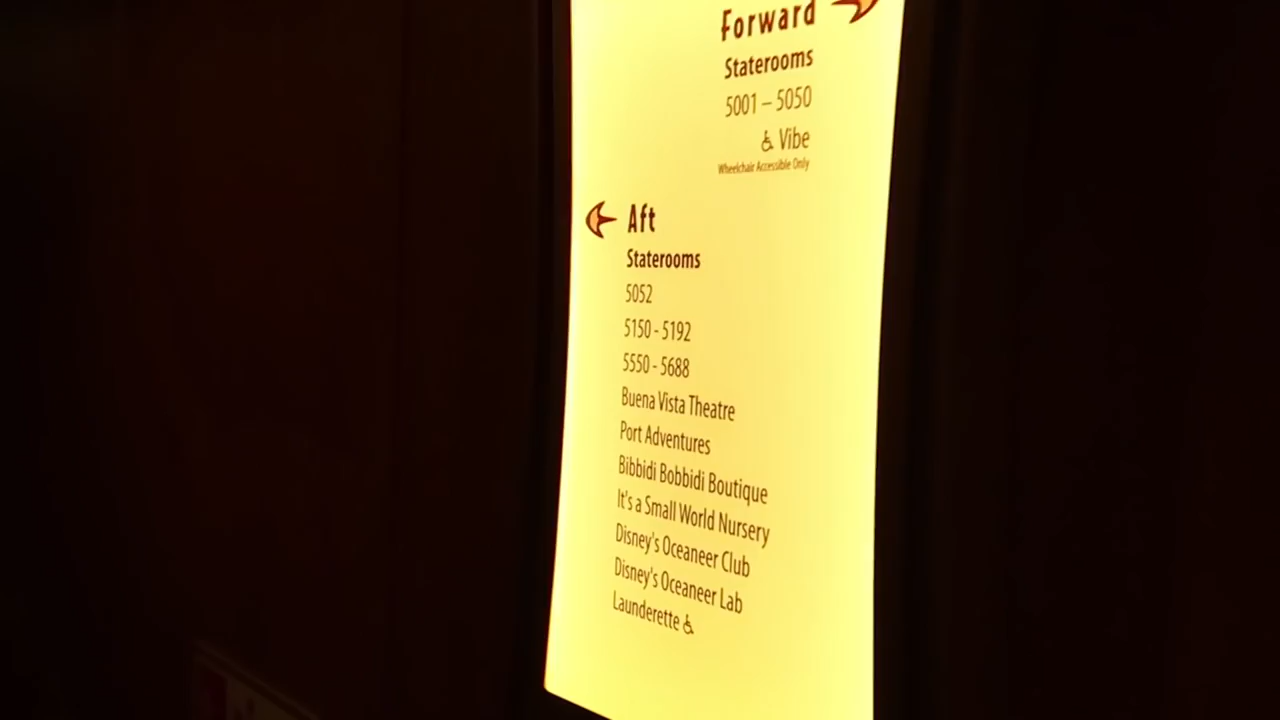 Forward
Staterooms
5001 – 5050
♿ Vibe
Wheelchair Accessible Only
Aft
Staterooms
5052
5150 - 5192
5550 - 5688
Buena Vista Theatre
Port Adventures
Bibbidi Bobbidi Boutique
It's a Small World Nursery
Disney's Oceaneer Club
Disney's Oceaneer Lab
Launderette ♿